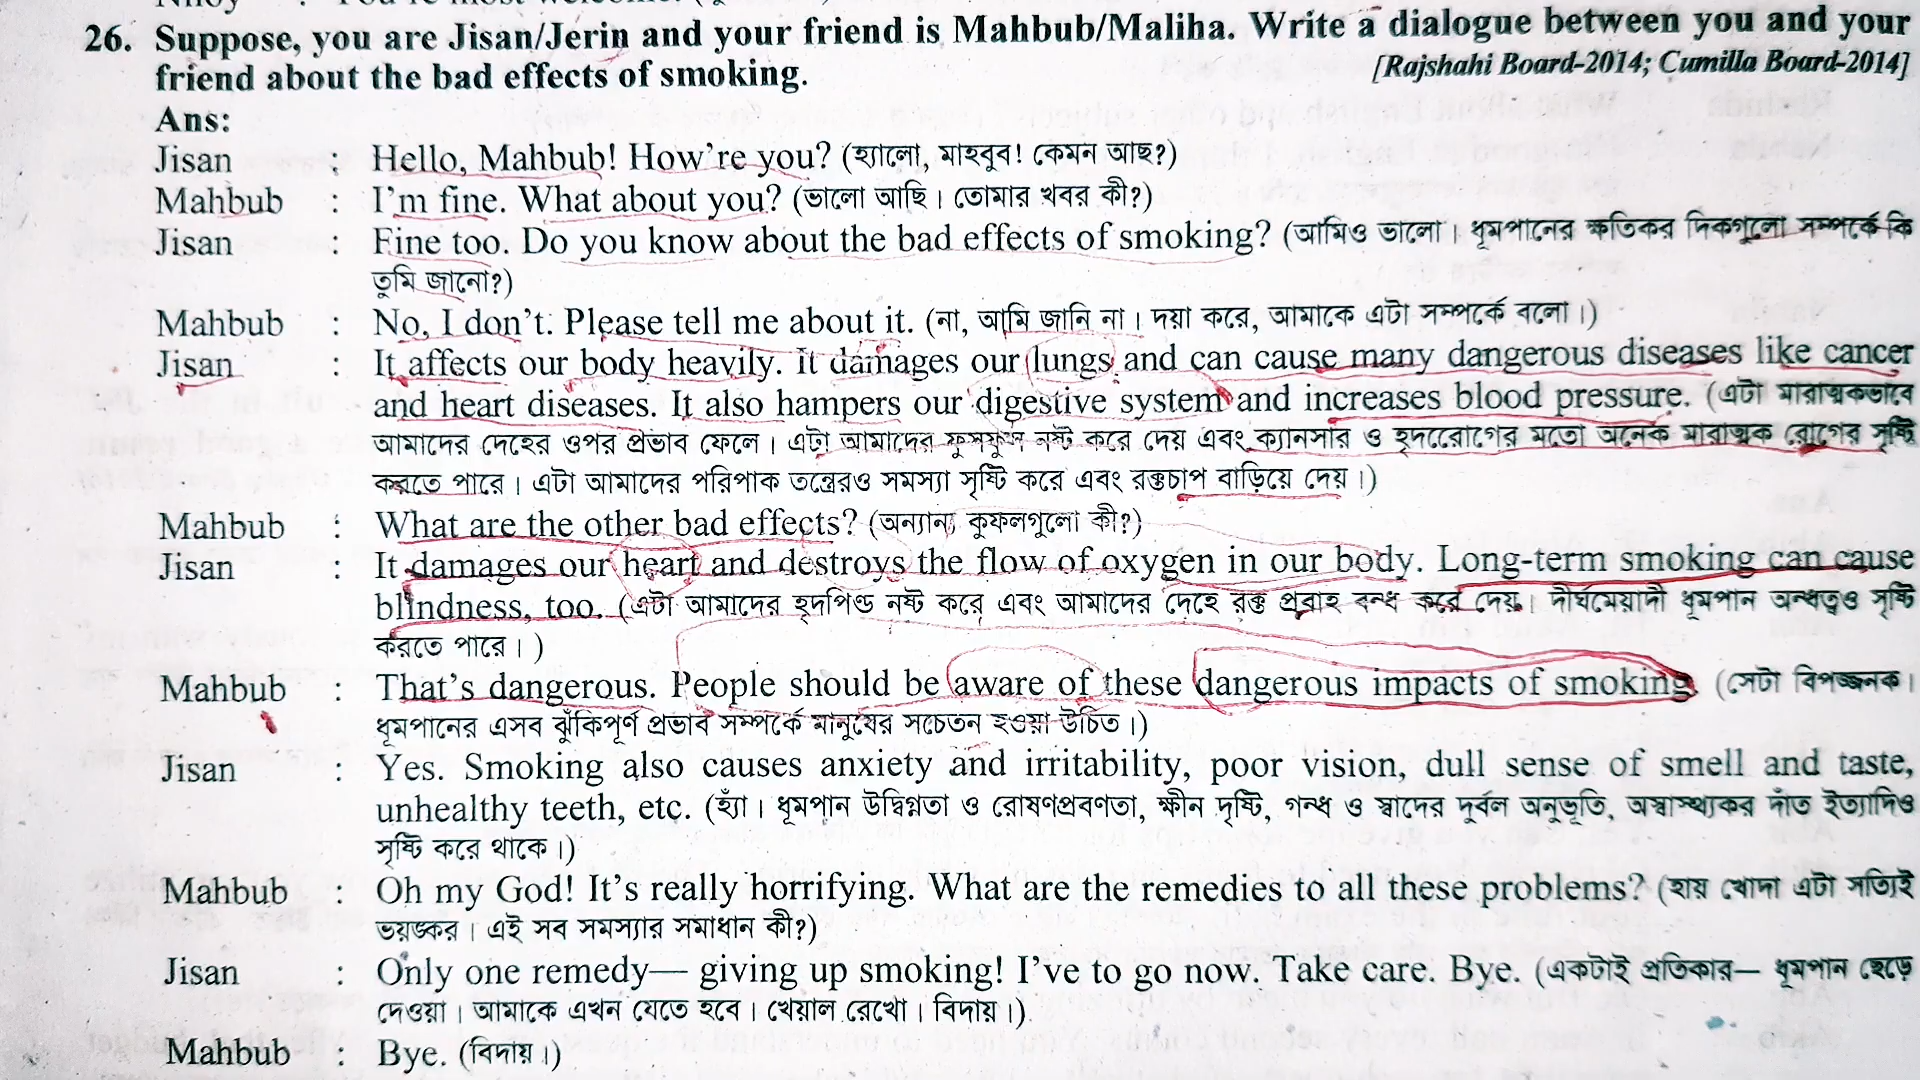 26. Suppose, you are Jisan/Jerin and your friend is Mahbub/Maliha. Write a dialogue between you and your
friend about the bad effects of smoking. [Rajshahi Board-2014; Cumilla Board-2014]
Ans:
Jisan : Hello, Mahbub! How're you? (হ্যালো, মাহবুব! কেমন আছ?)
Mahbub : I'm fine. What about you? (ভালো আছি। তোমার খবর কী?)
Jisan : Fine too. Do you know about the bad effects of smoking? (আমিও ভালো। ধূমপানের ক্ষতিকর দিকগুলো সম্পর্কে কি
তুমি জানো?)
Mahbub : No, I don't. Please tell me about it. (না, আমি জানি না। দয়া করে, আমাকে এটা সম্পর্কে বলো।)
Jisan : It affects our body heavily. It damages our lungs and can cause many dangerous diseases like cancer
and heart diseases. It also hampers our digestive system and increases blood pressure. (এটা মারাত্মকভাবে
আমাদের দেহের ওপর প্রভাব ফেলে। এটা আমাদের ফুসফুস নষ্ট করে দেয় এবং ক্যানসার ও হৃদরোগের মতো অনেক মারাত্মক রোগের সৃষ্টি
করতে পারে। এটা আমাদের পরিপাক তন্ত্রেরও সমস্যা সৃষ্টি করে এবং রক্তচাপ বাড়িয়ে দেয়।)
Mahbub : What are the other bad effects? (অন্যান্য কুফলগুলো কী?)
Jisan : It damages our heart and destroys the flow of oxygen in our body. Long-term smoking can cause
blindness, too. (এটা আমাদের হৃদপিণ্ড নষ্ট করে এবং আমাদের দেহে রক্ত প্রবাহ বন্ধ করে দেয়। দীর্ঘমেয়াদী ধূমপান অন্ধত্বও সৃষ্টি
করতে পারে।)
Mahbub : That's dangerous. People should be aware of these dangerous impacts of smoking. (সেটা বিপজ্জনক।
ধূমপানের এসব ঝুঁকিপূর্ণ প্রভাব সম্পর্কে মানুষের সচেতন হওয়া উচিত।)
Jisan : Yes. Smoking also causes anxiety and irritability, poor vision, dull sense of smell and taste,
unhealthy teeth, etc. (হ্যাঁ। ধূমপান উদ্বিগ্নতা ও রোষণপ্রবণতা, ক্ষীন দৃষ্টি, গন্ধ ও স্বাদের দুর্বল অনুভূতি, অস্বাস্থ্যকর দাঁত ইত্যাদিও
সৃষ্টি করে থাকে।)
Mahbub : Oh my God! It's really horrifying. What are the remedies to all these problems? (হায় খোদা এটা সত্যিই
ভয়ঙ্কর। এই সব সমস্যার সমাধান কী?)
Jisan : Only one remedy— giving up smoking! I've to go now. Take care. Bye. (একটাই প্রতিকার— ধূমপান ছেড়ে
দেওয়া। আমাকে এখন যেতে হবে। খেয়াল রেখো। বিদায়।)
Mahbub : Bye. (বিদায়।)